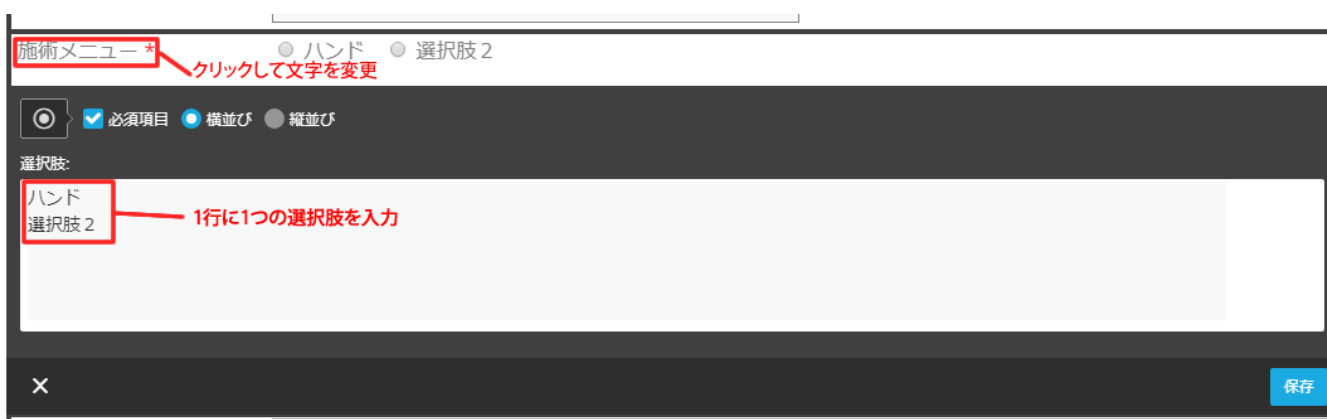 施術メニュー * ハンド 選択肢２
クリックして文字を変更
必須項目 横並び 縦並び
選択肢:
ハンド
選択肢２
1行に1つの選択肢を入力
× 保存